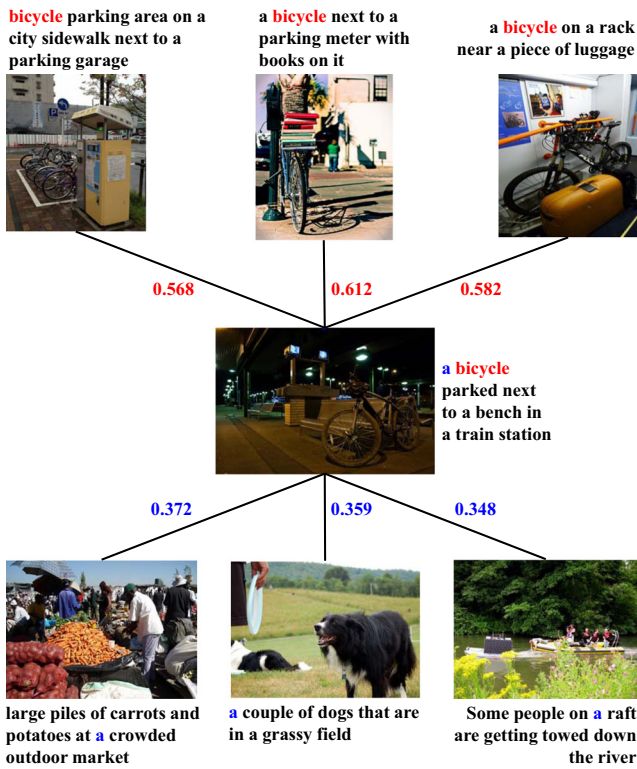 bicycle parking area on a
city sidewalk next to a
parking garage
a bicycle next to a
parking meter with
books on it
a bicycle on a rack
near a piece of luggage
0.568
0.612
0.582
a bicycle
parked next
to a bench in
a train station
0.372
0.359
0.348
large piles of carrots and
potatoes at a crowded
outdoor market
a couple of dogs that are
in a grassy field
Some people on a raft
are getting towed down
the river